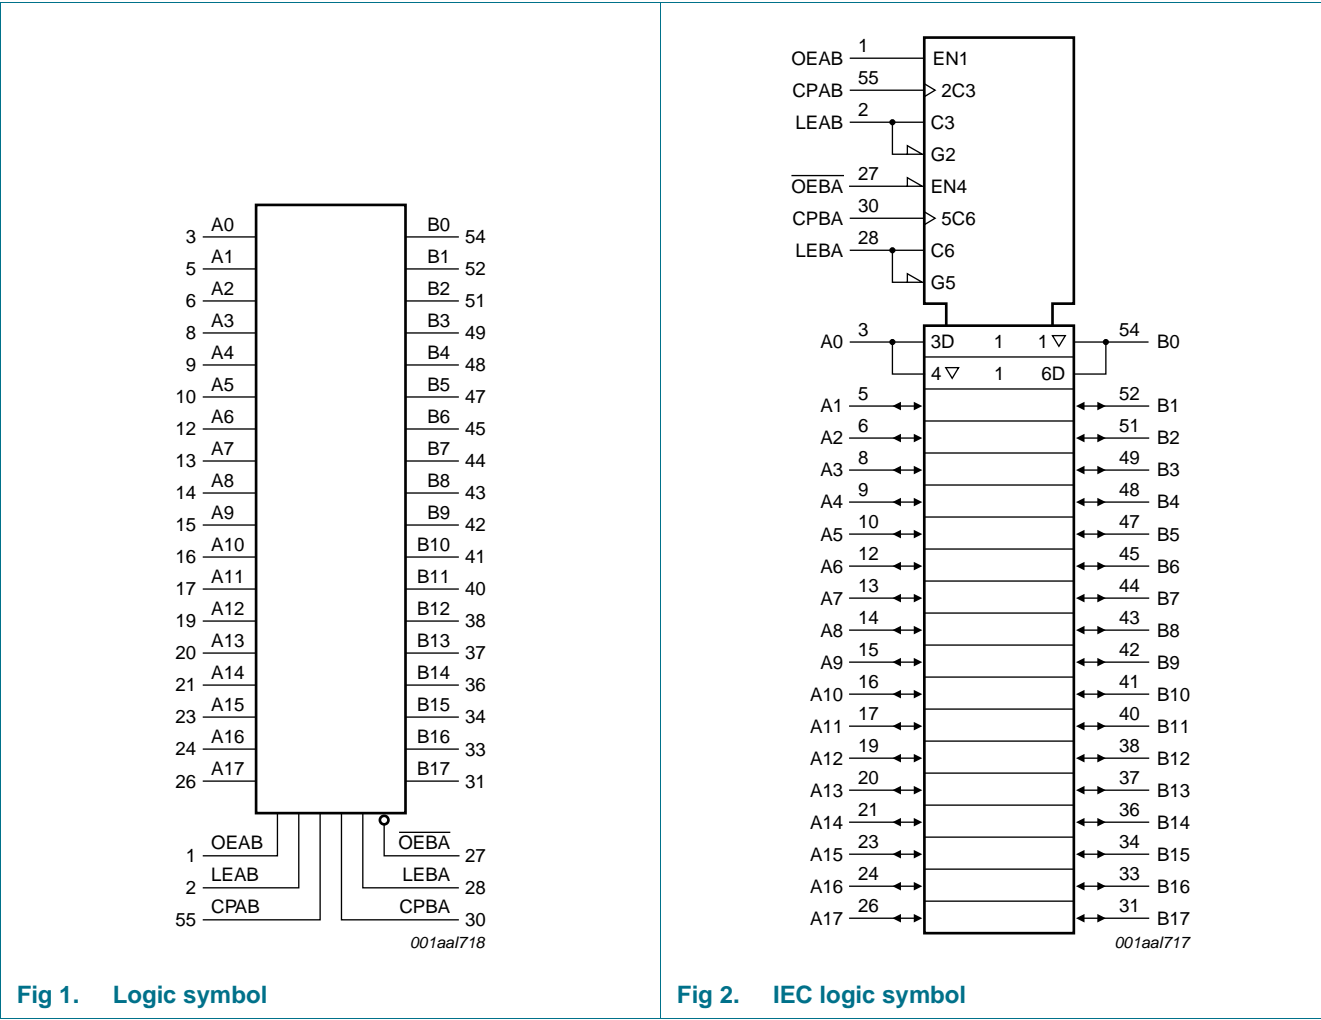 A0 B0
3 54
A1 B1
5 52
A2 B2
6 51
A3 B3
8 49
A4 B4
9 48
A5 B5
10 47
A6 B6
12 45
A7 B7
13 44
A8 B8
14 43
A9 B9
15 42
A10 B10
16 41
A11 B11
17 40
A12 B12
19 38
A13 B13
20 37
A14 B14
21 36
A15 B15
23 34
A16 B16
24 33
A17 B17
26 31
OEAB OEBA
1 27
LEAB LEBA
2 28
CPAB CPBA
55 30
001aal718
Fig 1. Logic symbol
OEAB 1 EN1
CPAB 55 2C3
LEAB 2 C3
G2
OEBA 27 EN4
CPBA 30 5C6
LEBA 28 C6
G5
A0 3 3D 1 1 ▽ 54 B0
4 ▽ 1 6D
A1 5 52 B1
A2 6 51 B2
A3 8 49 B3
A4 9 48 B4
A5 10 47 B5
A6 12 45 B6
A7 13 44 B7
A8 14 43 B8
A9 15 42 B9
A10 16 41 B10
A11 17 40 B11
A12 19 38 B12
A13 20 37 B13
A14 21 36 B14
A15 23 34 B15
A16 24 33 B16
A17 26 31 B17
001aal717
Fig 2. IEC logic symbol